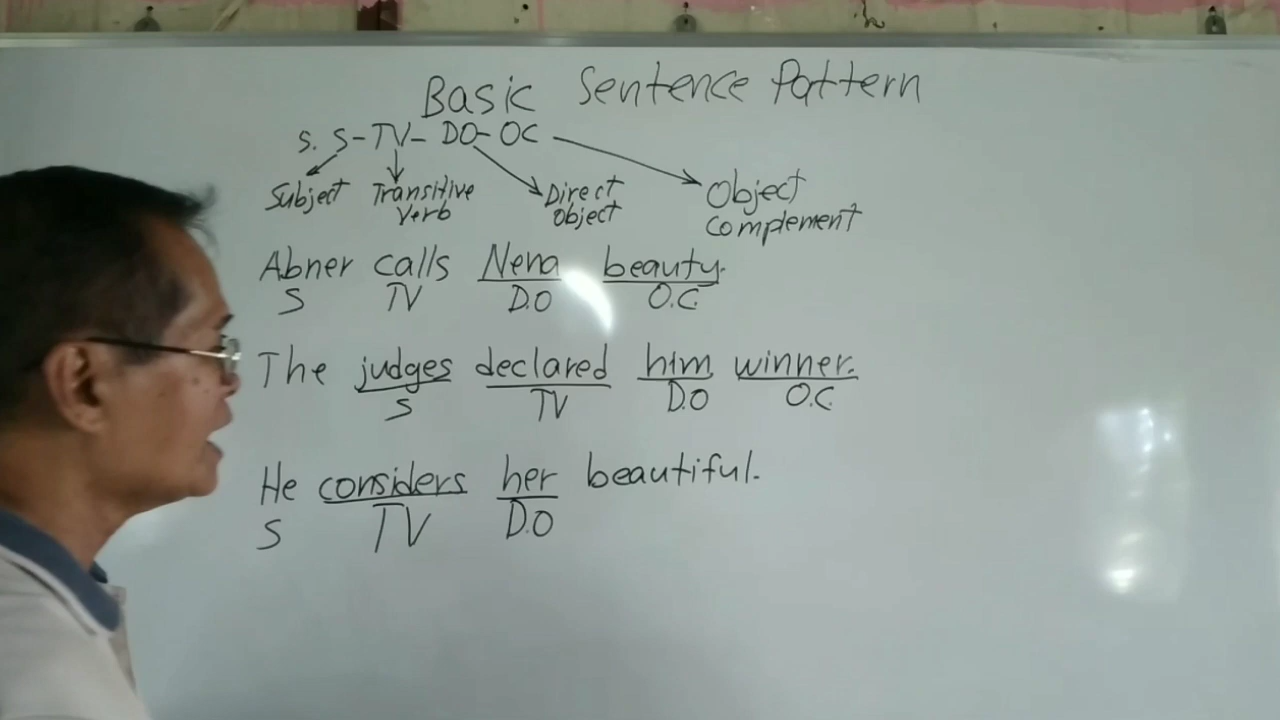 Basic Sentence Pattern
5. S-TV-DO-OC
Subject Transitive Verb Direct Object Object Complement
Abner calls Nena beauty.
S TV D.O O.C.
The judges declared him winner.
S TV D.O O.C.
He considers her beautiful.
S TV D.O